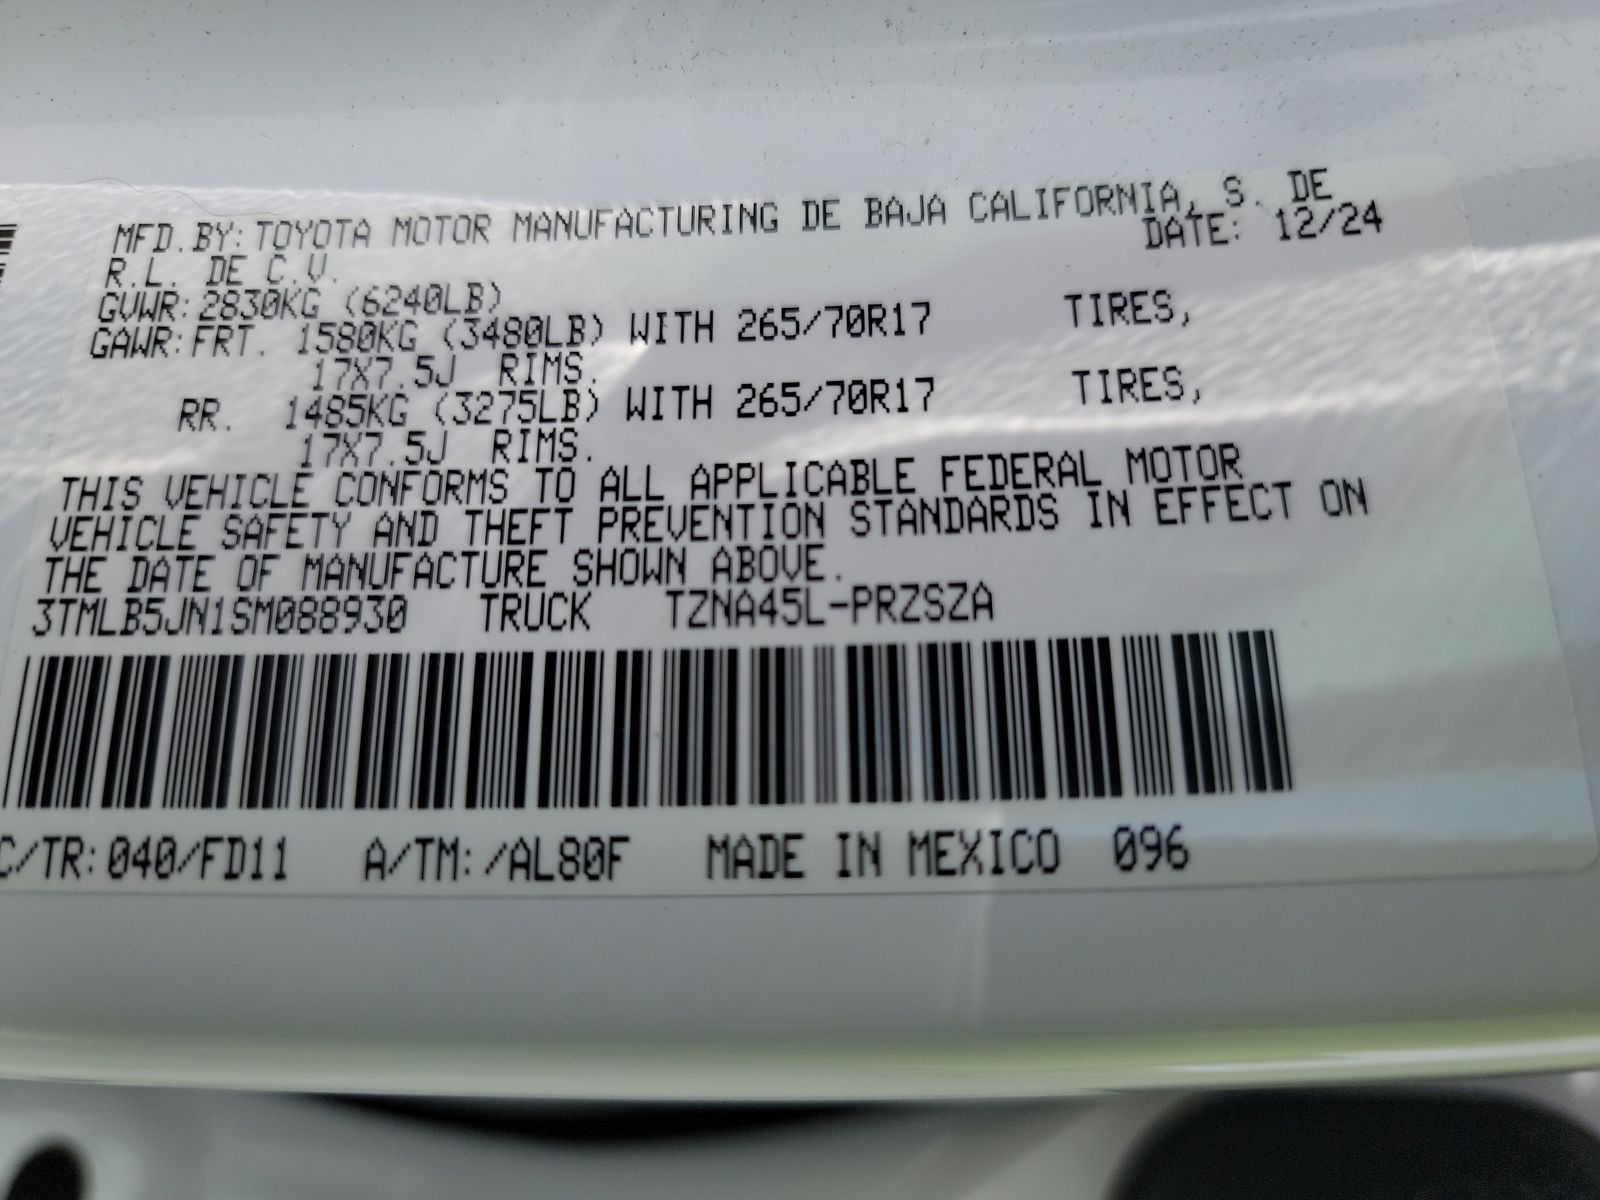 MFD. BY: TOYOTA MOTOR MANUFACTURING DE BAJA CALIFORNIA, S. DE
R.L. DE C.V. DATE: 12/24
GVWR: 2830KG (6240LB)
GAWR: FRT. 1580KG (3480LB) WITH 265/70R17 TIRES,
17X7.5J RIMS.
RR. 1485KG (3275LB) WITH 265/70R17 TIRES,
17X7.5J RIMS.
THIS VEHICLE CONFORMS TO ALL APPLICABLE FEDERAL MOTOR
VEHICLE SAFETY AND THEFT PREVENTION STANDARDS IN EFFECT ON
THE DATE OF MANUFACTURE SHOWN ABOVE.
3TMLB5JN1SM088930 TRUCK TZNA45L-PRZSZA
C/TR: 040/FD11 A/TM: /AL80F MADE IN MEXICO 096